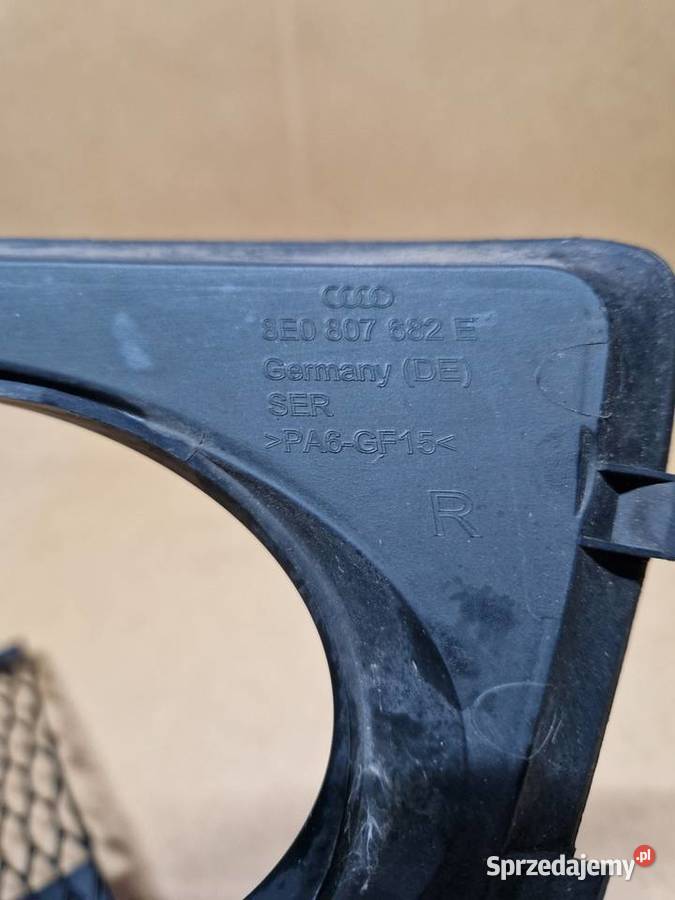 8E0 807 682 E
Germany (DE)
SER
>PA6-GF15<
R
Sprzedajemy.pl